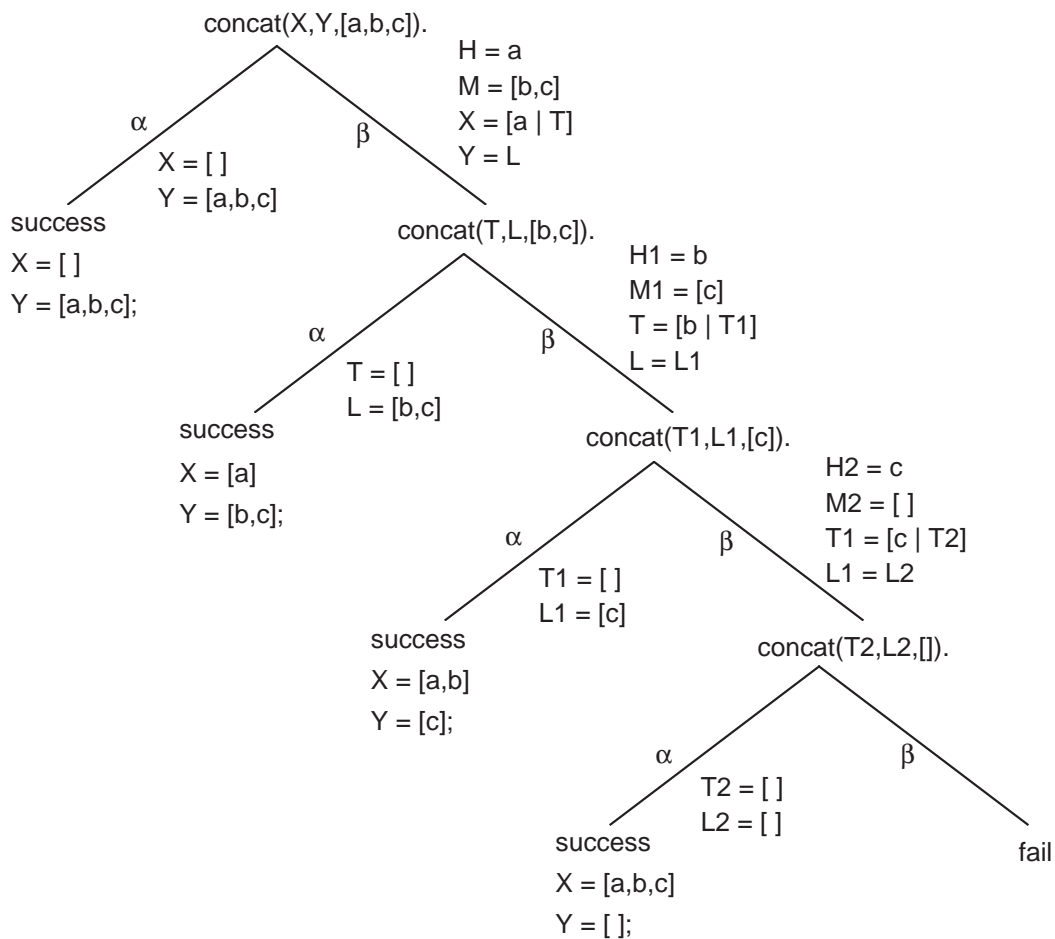 concat(X,Y,[a,b,c]).
H = a
M = [b,c]
X = [a | T]
Y = L
α
β
X = [ ]
Y = [a,b,c]
success
X = [ ]
Y = [a,b,c];
concat(T,L,[b,c]).
H1 = b
M1 = [c]
T = [b | T1]
L = L1
α
β
T = [ ]
L = [b,c]
success
X = [a]
Y = [b,c];
concat(T1,L1,[c]).
H2 = c
M2 = [ ]
T1 = [c | T2]
L1 = L2
α
β
T1 = [ ]
L1 = [c]
success
X = [a,b]
Y = [c];
concat(T2,L2,[]).
α
β
T2 = [ ]
L2 = [ ]
success
X = [a,b,c]
Y = [ ];
fail